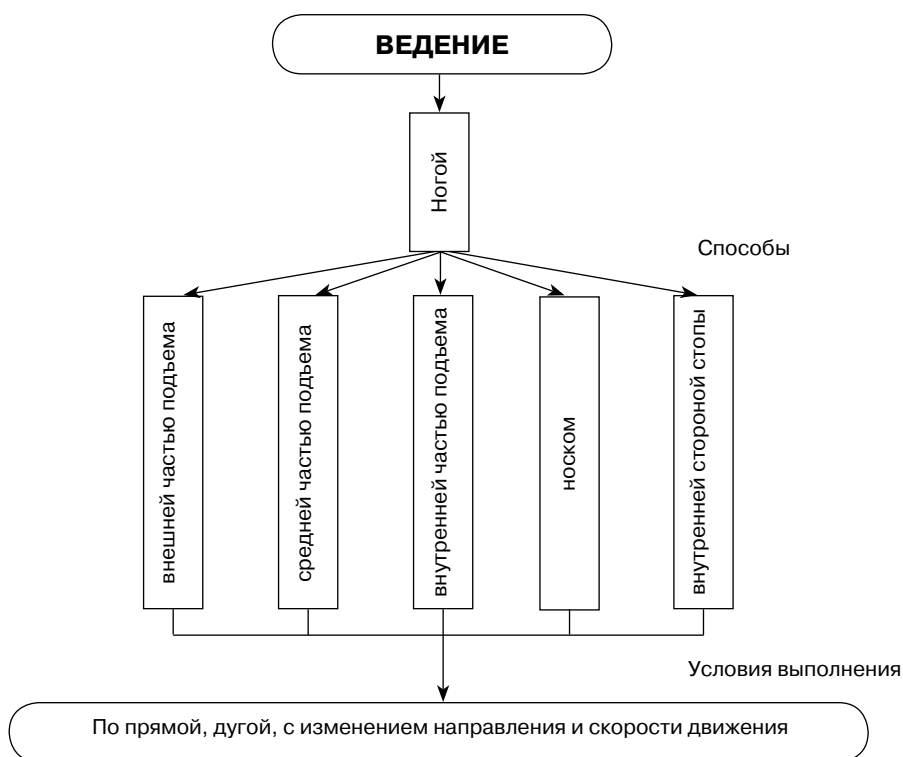 ВЕДЕНИЕ
Ногой
Способы
внешней частью подъема
средней частью подъема
внутренней частью подъема
носком
внутренней стороной стопы
Условия выполнения
По прямой, дугой, с изменением направления и скорости движения